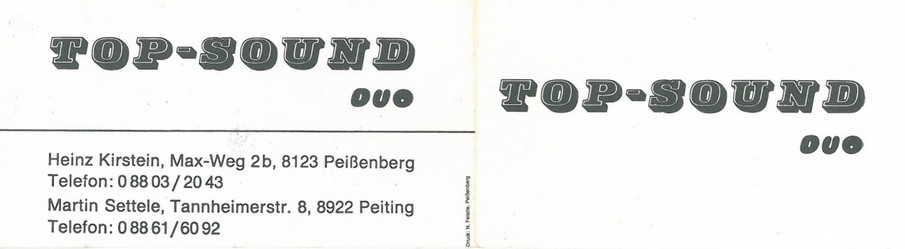 TOP-SOUND
DUO
Heinz Kirstein, Max-Weg 2b, 8123 Peißenberg
Telefon: 0 88 03 / 20 43
Martin Settele, Tannheimerstr. 8, 8922 Peiting
Telefon: 0 88 61 / 60 92
Druck: N. Peißenberg
TOP-SOUND
DUO